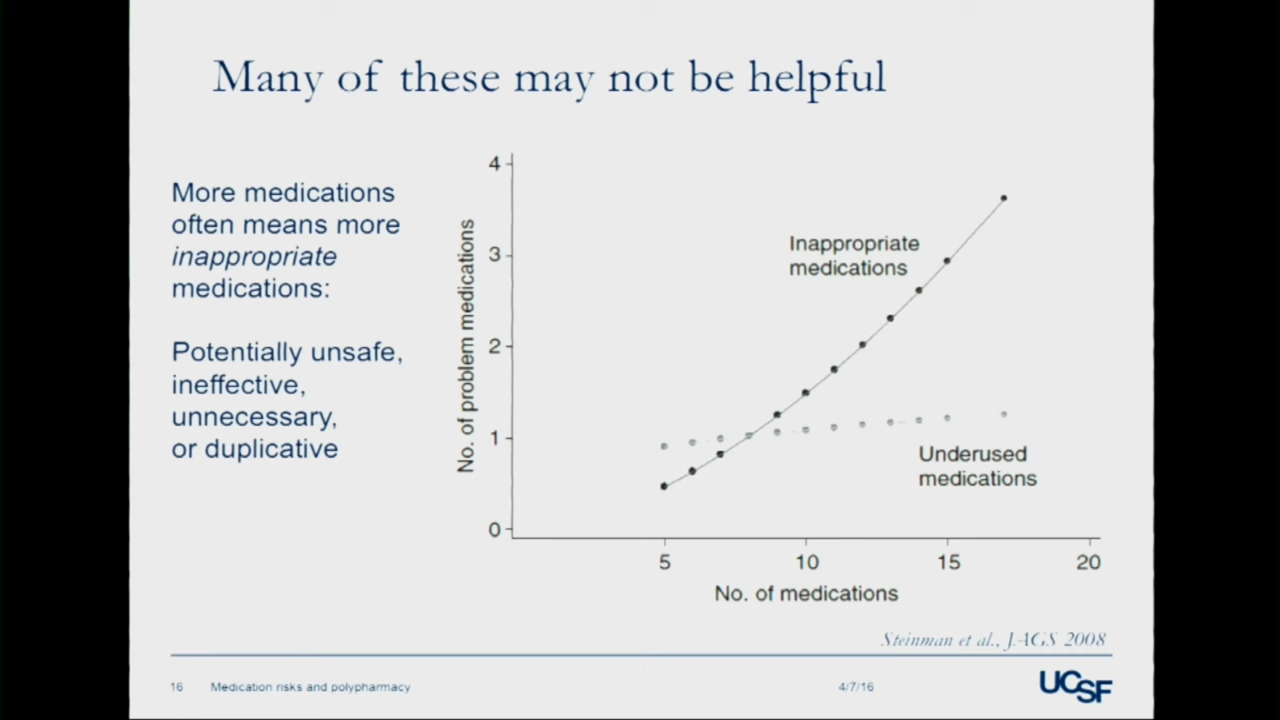 Many of these may not be helpful
More medications
often means more
inappropriate
medications:
Potentially unsafe,
ineffective,
unnecessary,
or duplicative
No. of problem medications
4
3
2
1
0
Inappropriate
medications
Underused
medications
5 10 15 20
No. of medications
Steinman et al., JAGS 2008
16 Medication risks and polypharmacy 4/7/16 UCSF